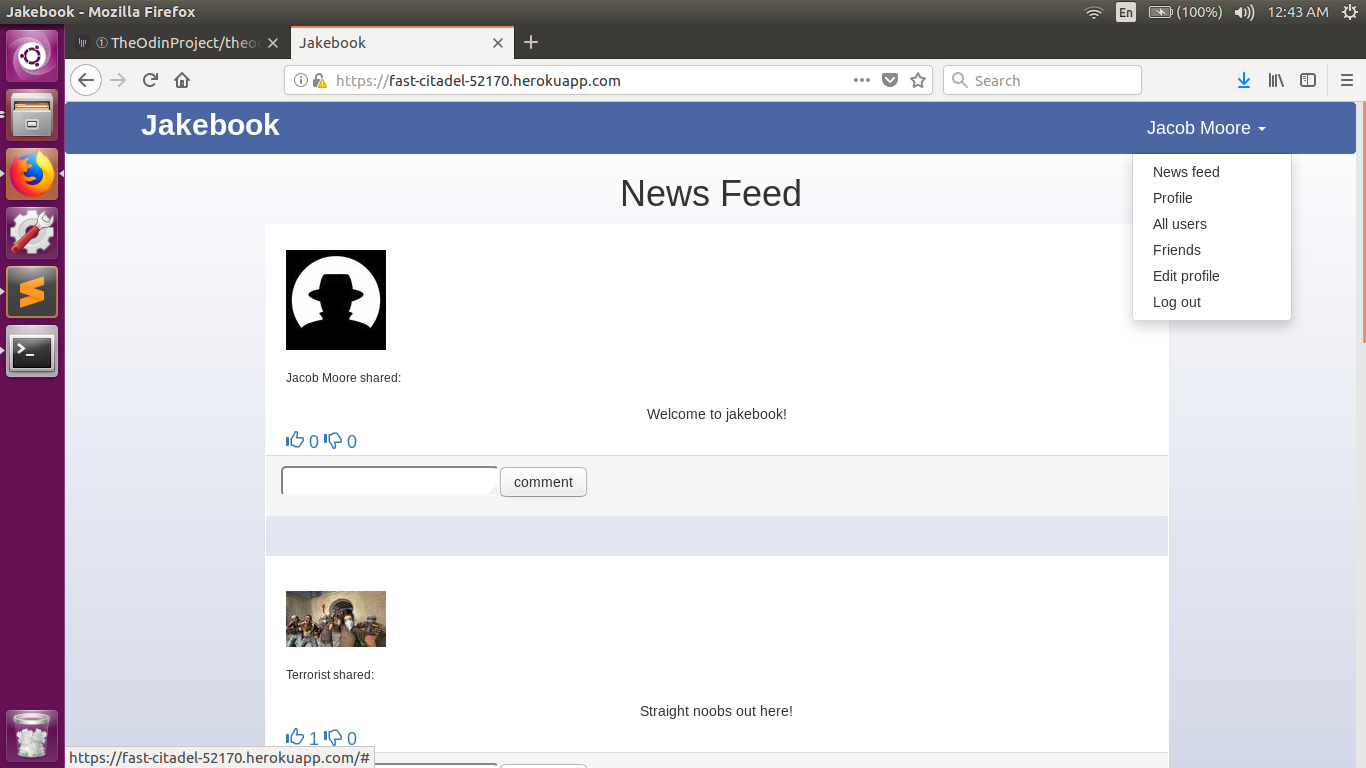 Jakebook - Mozilla Firefox
En
(100%)
12:43 AM
TheOdinProject/theo
Jakebook
https://fast-citadel-52170.herokuapp.com
Search
Jakebook
Jacob Moore
News feed
Profile
All users
Friends
Edit profile
Log out
News Feed
Jacob Moore shared:
Welcome to jakebook!
0 0
comment
Terrorist shared:
Straight noobs out here!
1 0
https://fast-citadel-52170.herokuapp.com/#